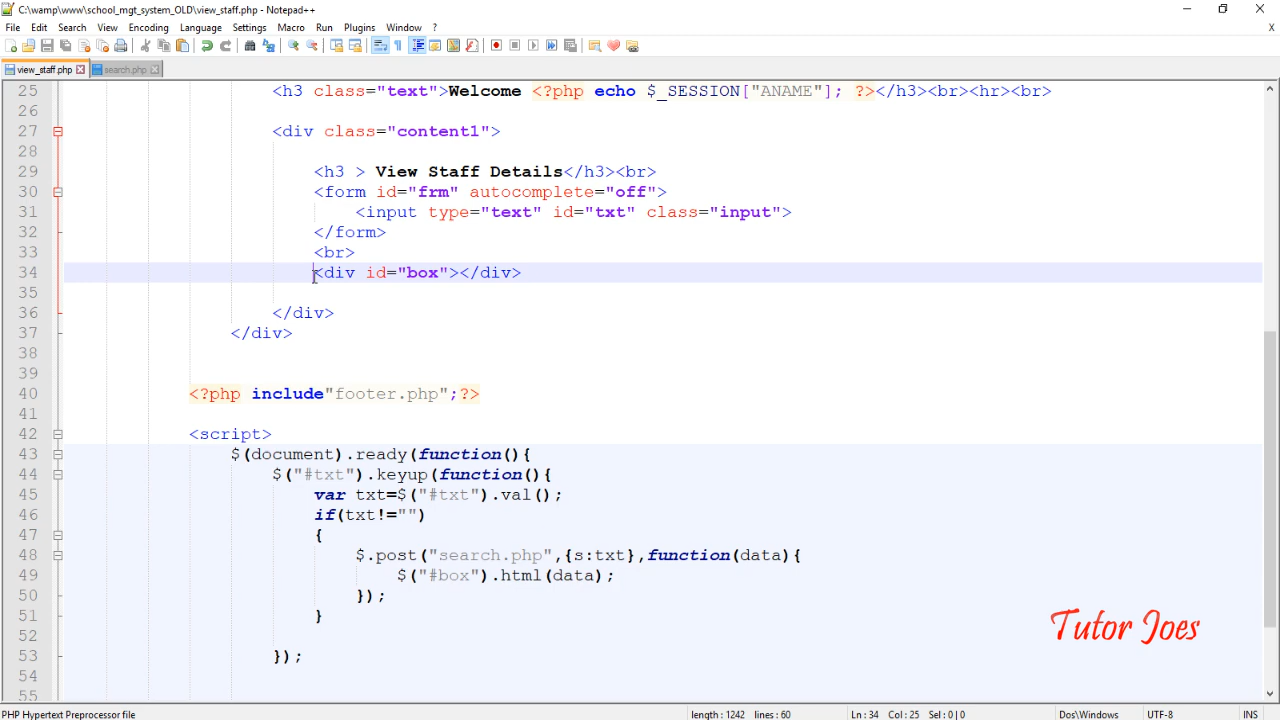 C:\wamp\www\school_mgt_system_OLD\view_staff.php - Notepad++
File Edit Search View Encoding Language Settings Macro Run Plugins Window ?
X
view_staff.php search.php
25 <h3 class="text">Welcome <?php echo $_SESSION["ANAME"]; ?></h3><br><hr><br>
26
27 <div class="content1">
28
29 <h3 > View Staff Details</h3><br>
30 <form id="frm" autocomplete="off">
31 <input type="text" id="txt" class="input">
32 </form>
33 <br>
34 <div id="box"></div>
35
36 </div>
37 </div>
38
39
40 <?php include"footer.php";?>
41
42 <script>
43 $(document).ready(function(){
44 $("#txt").keyup(function(){
45 var txt=$("#txt").val();
46 if(txt!="")
47 {
48 $.post("search.php",{s:txt},function(data){
49 $("#box").html(data);
50 });
51 }
52
53 });
54
55
Tutor Joes
PHP Hypertext Preprocessor file length : 1242 lines : 60 Ln : 34 Col : 25 Sel : 0 | 0 Dos\Windows UTF-8 INS